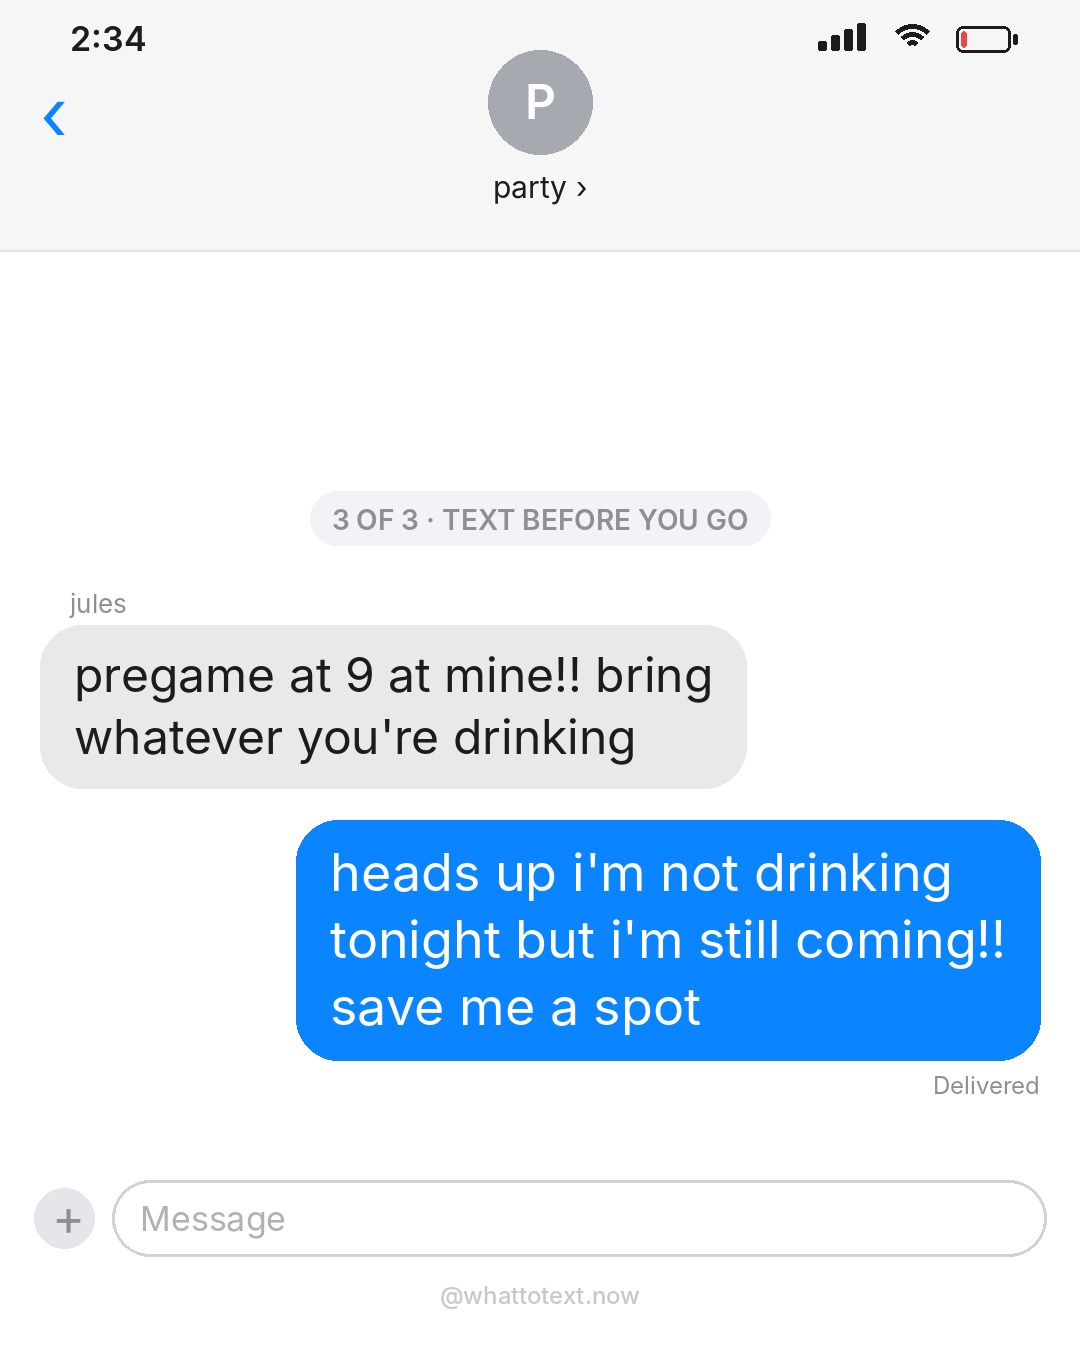 2:34
P
party ›
3 OF 3 · TEXT BEFORE YOU GO
jules
pregame at 9 at mine!! bring
whatever you're drinking
heads up i'm not drinking
tonight but i'm still coming!!
save me a spot
Delivered
+
Message
@whattotext.now